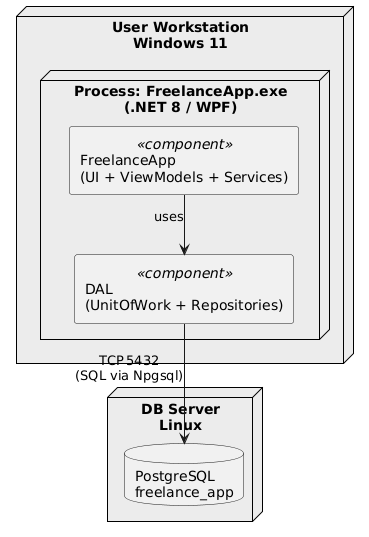 User Workstation
Windows 11
Process: FreelanceApp.exe
(.NET 8 / WPF)
«component»
FreelanceApp
(UI + ViewModels + Services)
uses
«component»
DAL
(UnitOfWork + Repositories)
TCP 5432
(SQL via Npgsql)
DB Server
Linux
PostgreSQL
freelance_app